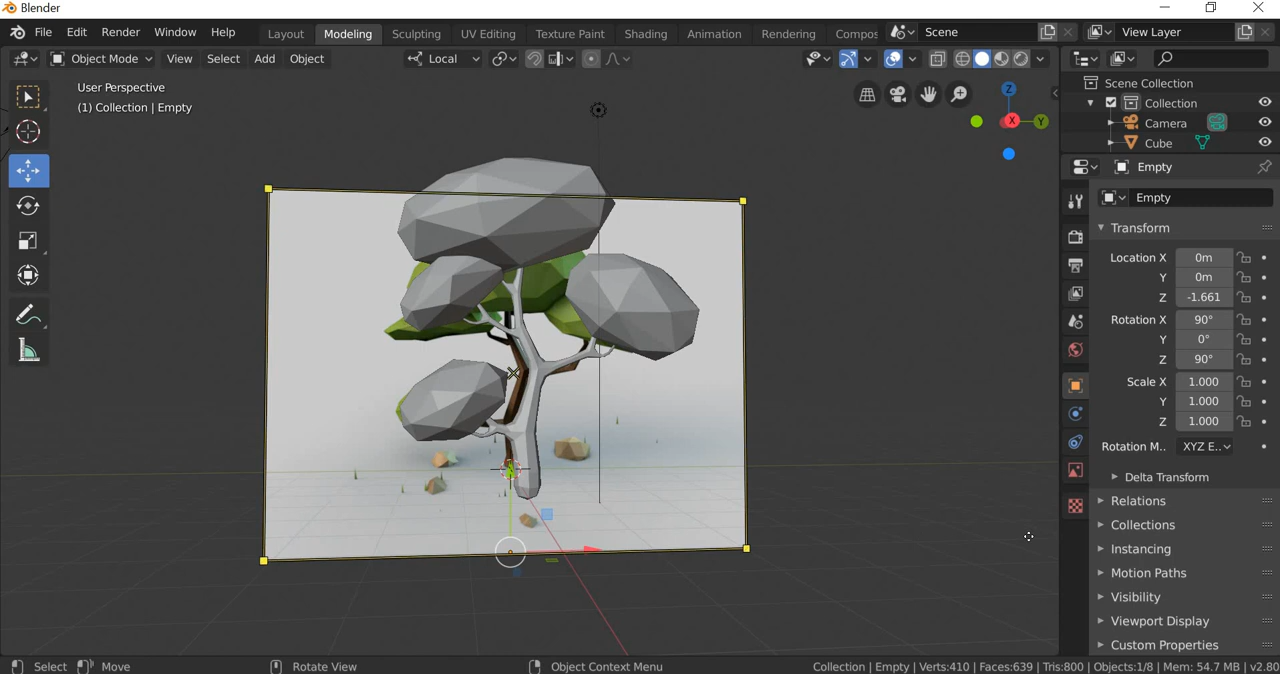 Blender
File Edit Render Window Help Layout Modeling Sculpting UV Editing Texture Paint Shading Animation Rendering Compos Scene View Layer
Object Mode View Select Add Object Local
User Perspective
(1) Collection | Empty
Z
X
Y
Scene Collection
Collection
Camera
Cube
Empty
Empty
Transform
Location X 0m
Y 0m
Z -1.661
Rotation X 90°
Y 0°
Z 90°
Scale X 1.000
Y 1.000
Z 1.000
Rotation M.. XYZ E..
Delta Transform
Relations
Collections
Instancing
Motion Paths
Visibility
Viewport Display
Custom Properties
Select Move Rotate View Object Context Menu Collection | Empty | Verts:410 | Faces:639 | Tris:800 | Objects:1/8 | Mem: 54.7 MB | v2.80